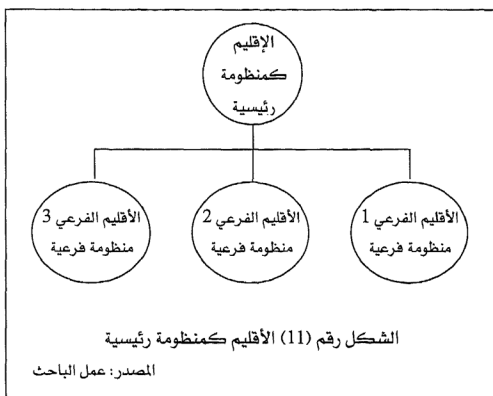 الإقليم
كمنظومة
رئيسية
الأقليم الفرعي 1
منظومة فرعية
الأقليم الفرعي 2
منظومة فرعية
الأقليم الفرعي 3
منظومة فرعية
الشكل رقم (11) الأقليم كمنظومة رئيسية
المصدر: عمل الباحث